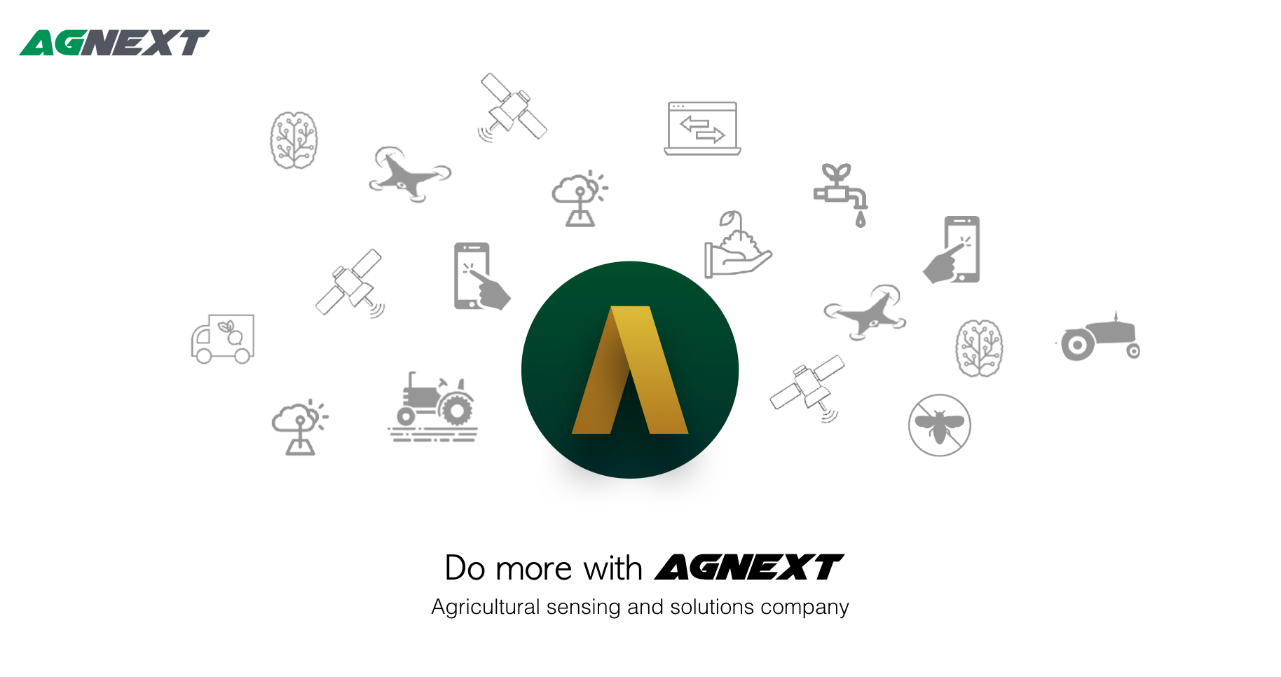 AGNEXT
Do more with AGNEXT
Agricultural sensing and solutions company